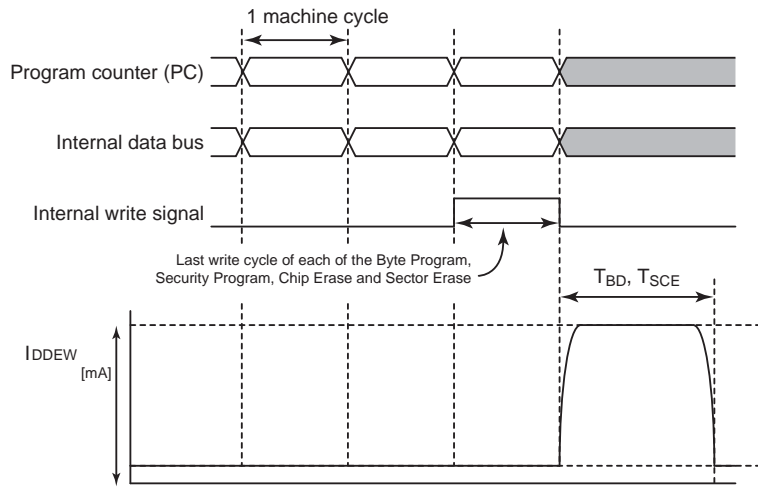 1 machine cycle
Program counter (PC)
Internal data bus
Internal write signal
Last write cycle of each of the Byte Program,
Security Program, Chip Erase and Sector Erase
TBD, TSCE
IDDEW
[mA]